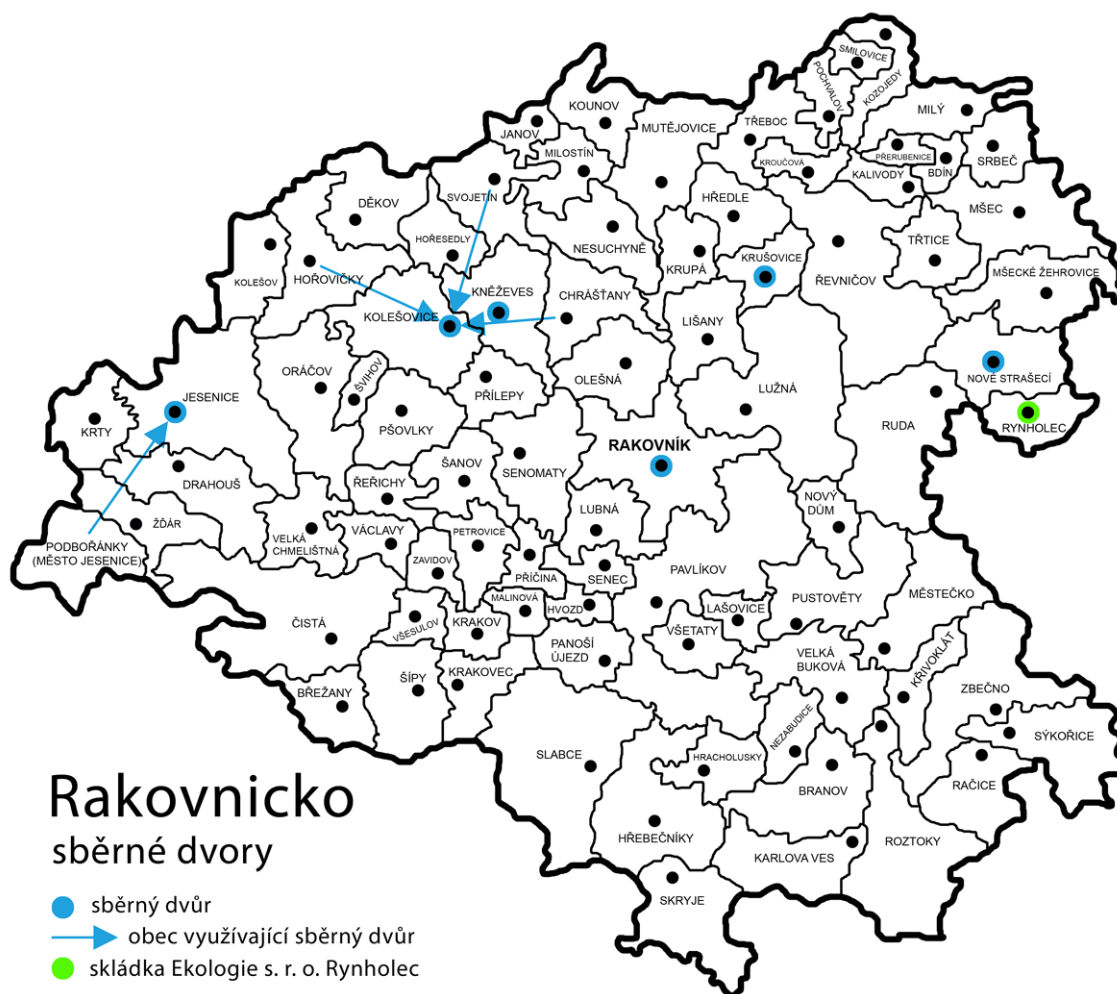 SMILOVICE
POCHVALOV
KOZOJEDY
KOUNOV
MILÝ
JANOV
MUTĚJOVICE
TŘEBOC
MILOSTÍN
KROUČOVÁ
PŘERUBENICE
SRBEČ
BDÍN
KALIVODY
SVOJETÍN
DĚKOV
HŘEDLE
MŠEC
HOŘESEDLY
NESUCHYNĚ
TŘTICE
KRUPÁ
KRUŠOVICE
MŠECKÉ ŽEHROVICE
KOLEŠOV
HOŘOVIČKY
ŘEVNIČOV
KNĚŽEVES
CHRÁŠŤANY
KOLEŠOVICE
LIŠANY
ORÁČOV
ŠVIHOV
OLEŠNÁ
NOVÉ STRAŠECÍ
JESENICE
PŘÍLEPY
LUŽNÁ
KRTY
PŠOVLKY
RUDA
RYNHOLEC
RAKOVNÍK
ŠANOV
SENOMATY
DRAHOUŠ
ŘEŘICHY
NOVÝ
DŮM
LUBNÁ
ŽĎÁR
VELKÁ
CHMELIŠTNÁ
VÁCLAVY
PETROVICE
PODBOŘÁNKY
(MĚSTO JESENICE)
ZAVIDOV
PŘÍČINA
SENEC
PAVLÍKOV
PUSTOVĚTY
MĚSTEČKO
MALINOVÁ
HVOZD
LAŠOVICE
ČISTÁ
VŠESULOV
KRAKOV
VŠETATY
PANOŠÍ
ÚJEZD
VELKÁ
BUKOVÁ
KŘIVOKLÁT
BŘEŽANY
ŠÍPY
KRAKOVEC
ZBEČNO
SÝKOŘICE
NEZABUDICE
SLABCE
HRACHOLUSKY
RAČICE
BRANOV
HŘEBEČNÍKY
ROZTOKY
KARLOVA VES
SKRYJE
Rakovnicko
sběrné dvory
sběrný dvůr
obec využívající sběrný dvůr
skládka Ekologie s. r. o. Rynholec